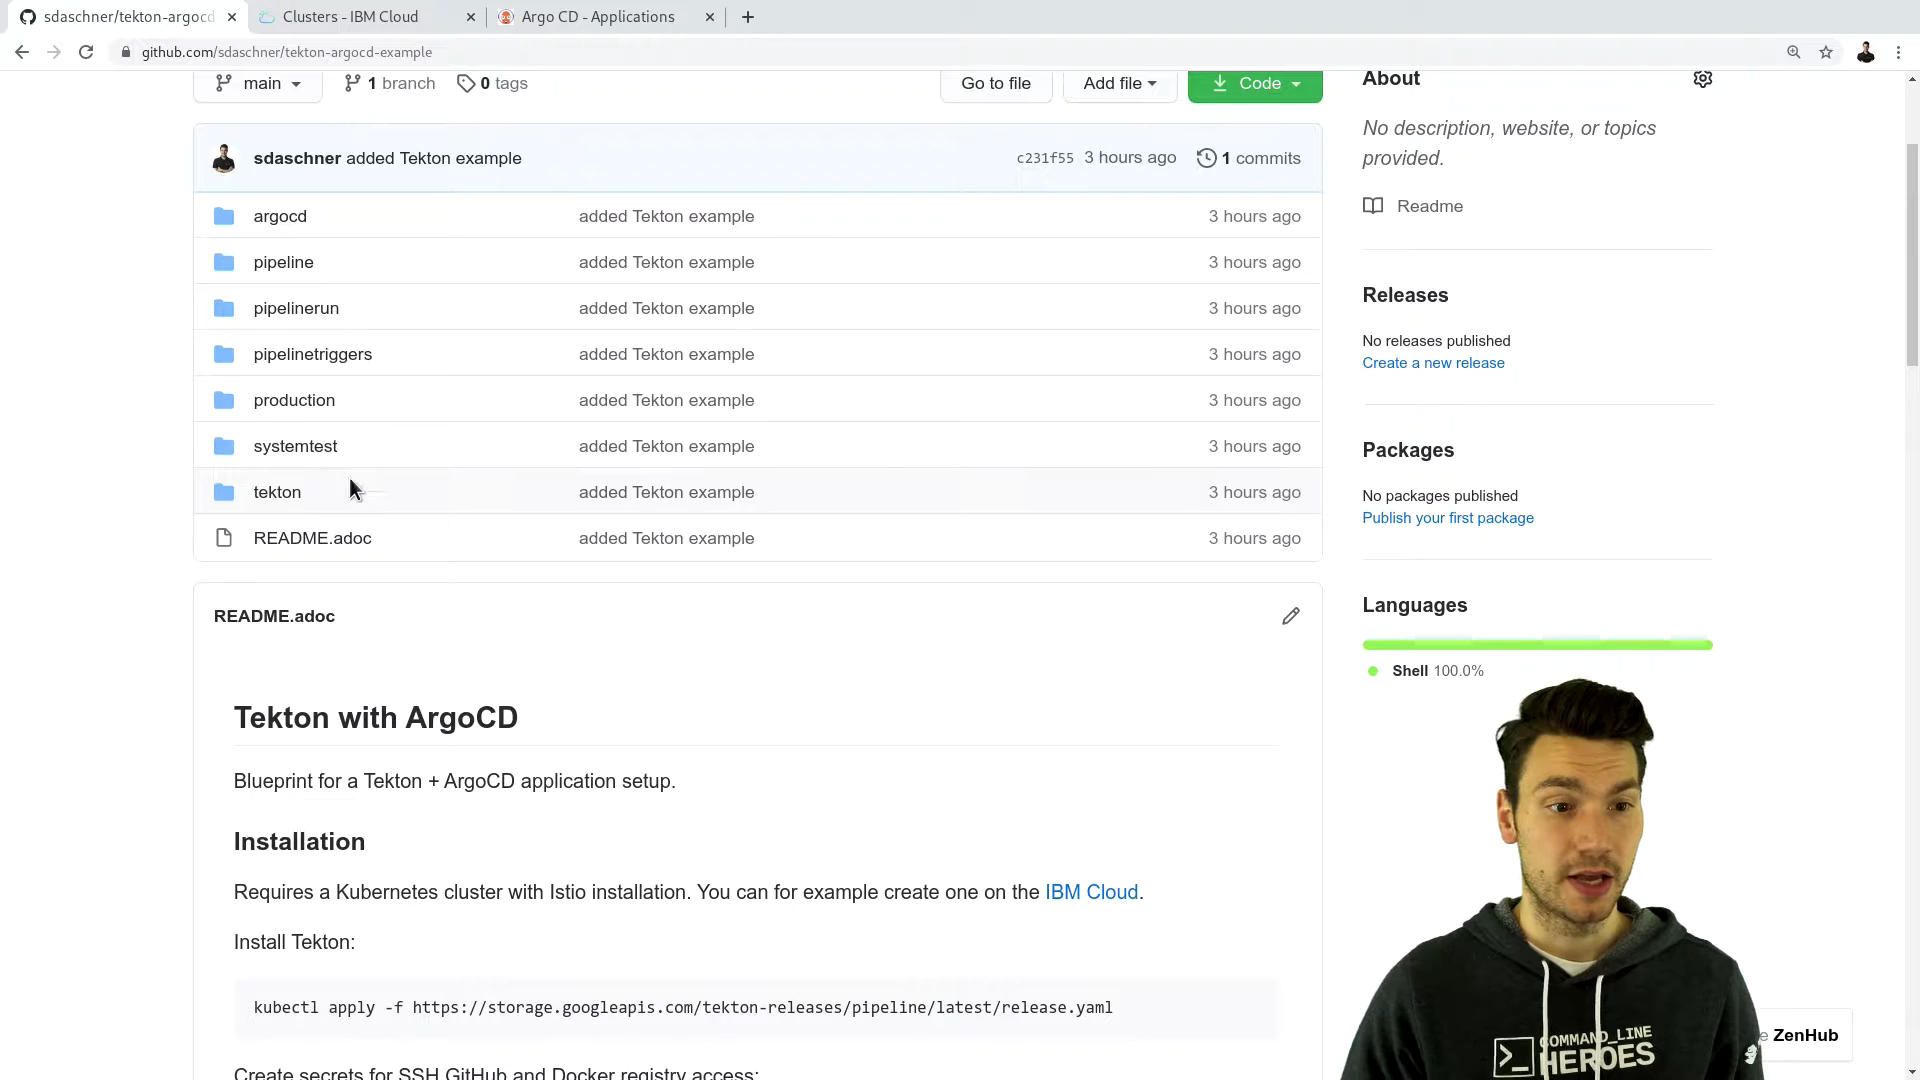 sdaschner/tekton-argocd
Clusters - IBM Cloud
Argo CD - Applications
github.com/sdaschner/tekton-argocd-example
main
1 branch
0 tags
Go to file
Add file
Code
sdaschner added Tekton example
c231f55 3 hours ago
1 commits
argocd added Tekton example 3 hours ago
pipeline added Tekton example 3 hours ago
pipelinerun added Tekton example 3 hours ago
pipelinetriggers added Tekton example 3 hours ago
production added Tekton example 3 hours ago
systemtest added Tekton example 3 hours ago
tekton added Tekton example 3 hours ago
README.adoc added Tekton example 3 hours ago
README.adoc
Tekton with ArgoCD
Blueprint for a Tekton + ArgoCD application setup.
Installation
Requires a Kubernetes cluster with Istio installation. You can for example create one on the IBM Cloud.
Install Tekton:
kubectl apply -f https://storage.googleapis.com/tekton-releases/pipeline/latest/release.yaml
Create secrets for SSH GitHub and Docker registry access:
About
No description, website, or topics
provided.
Readme
Releases
No releases published
Create a new release
Packages
No packages published
Publish your first package
Languages
Shell 100.0%
COMMAND_LINE
HEROES
ZenHub